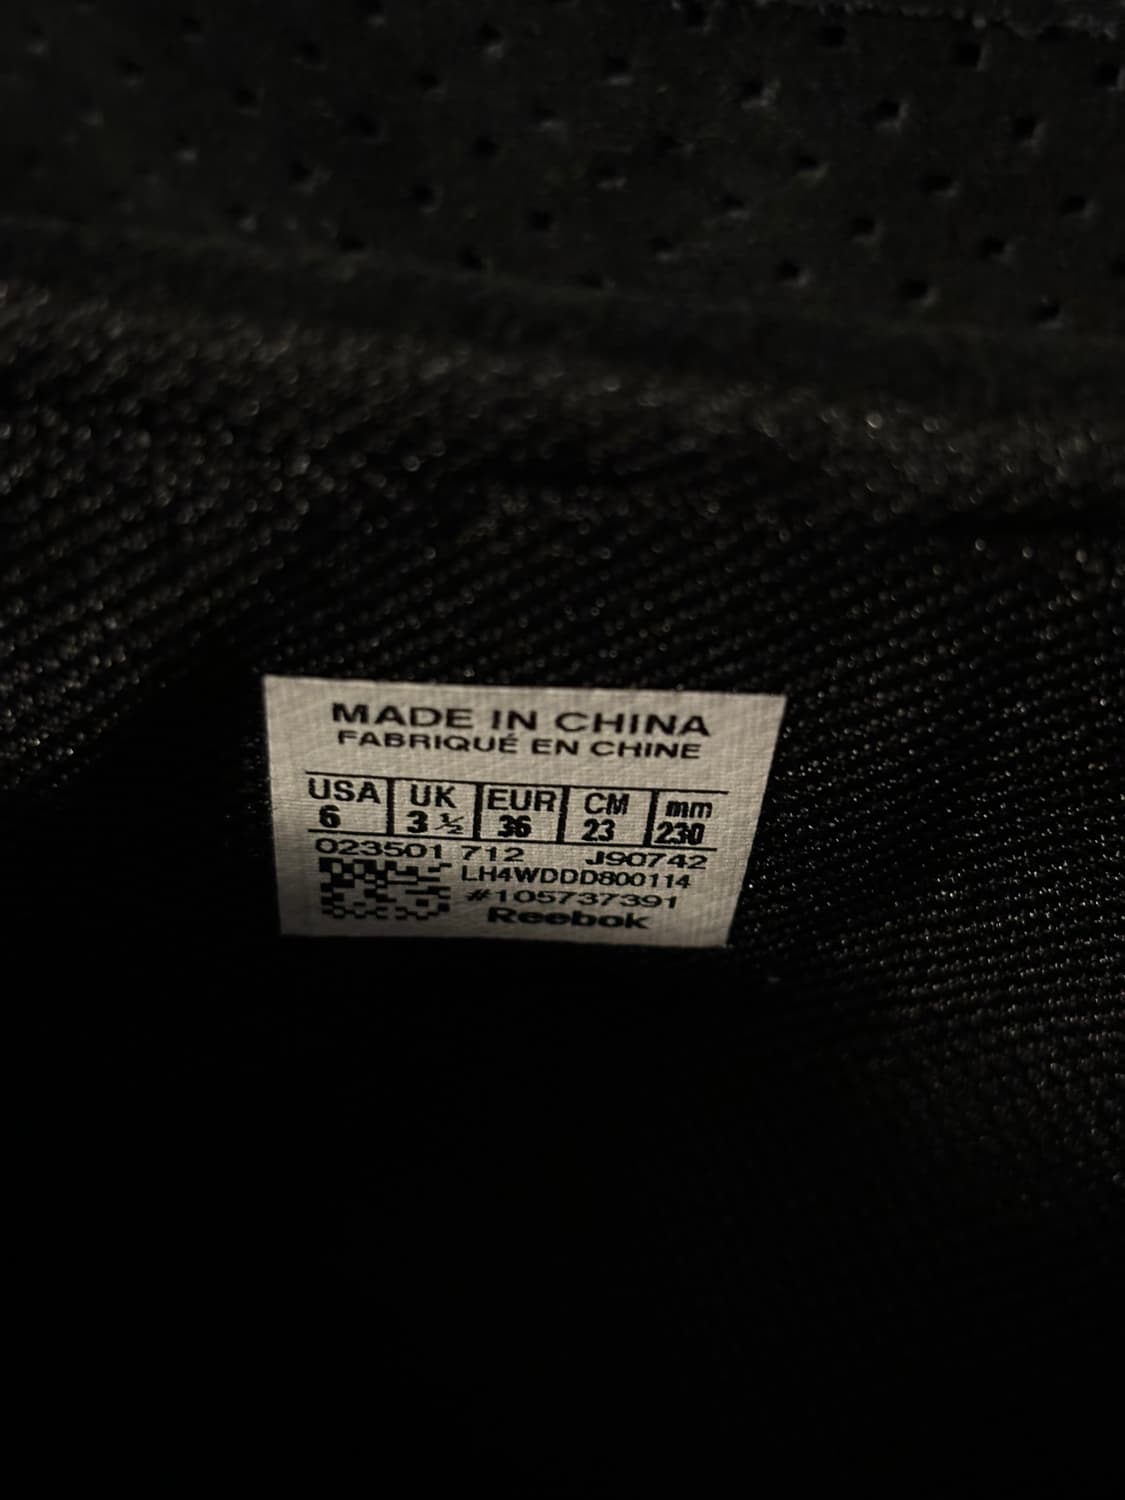 MADE IN CHINA
FABRIQUÉ EN CHINE
USA UK EUR CM mm
6 3 ½ 36 23 230
023501 712 J90742
LH4WDDD800114
#105737391
Reebok